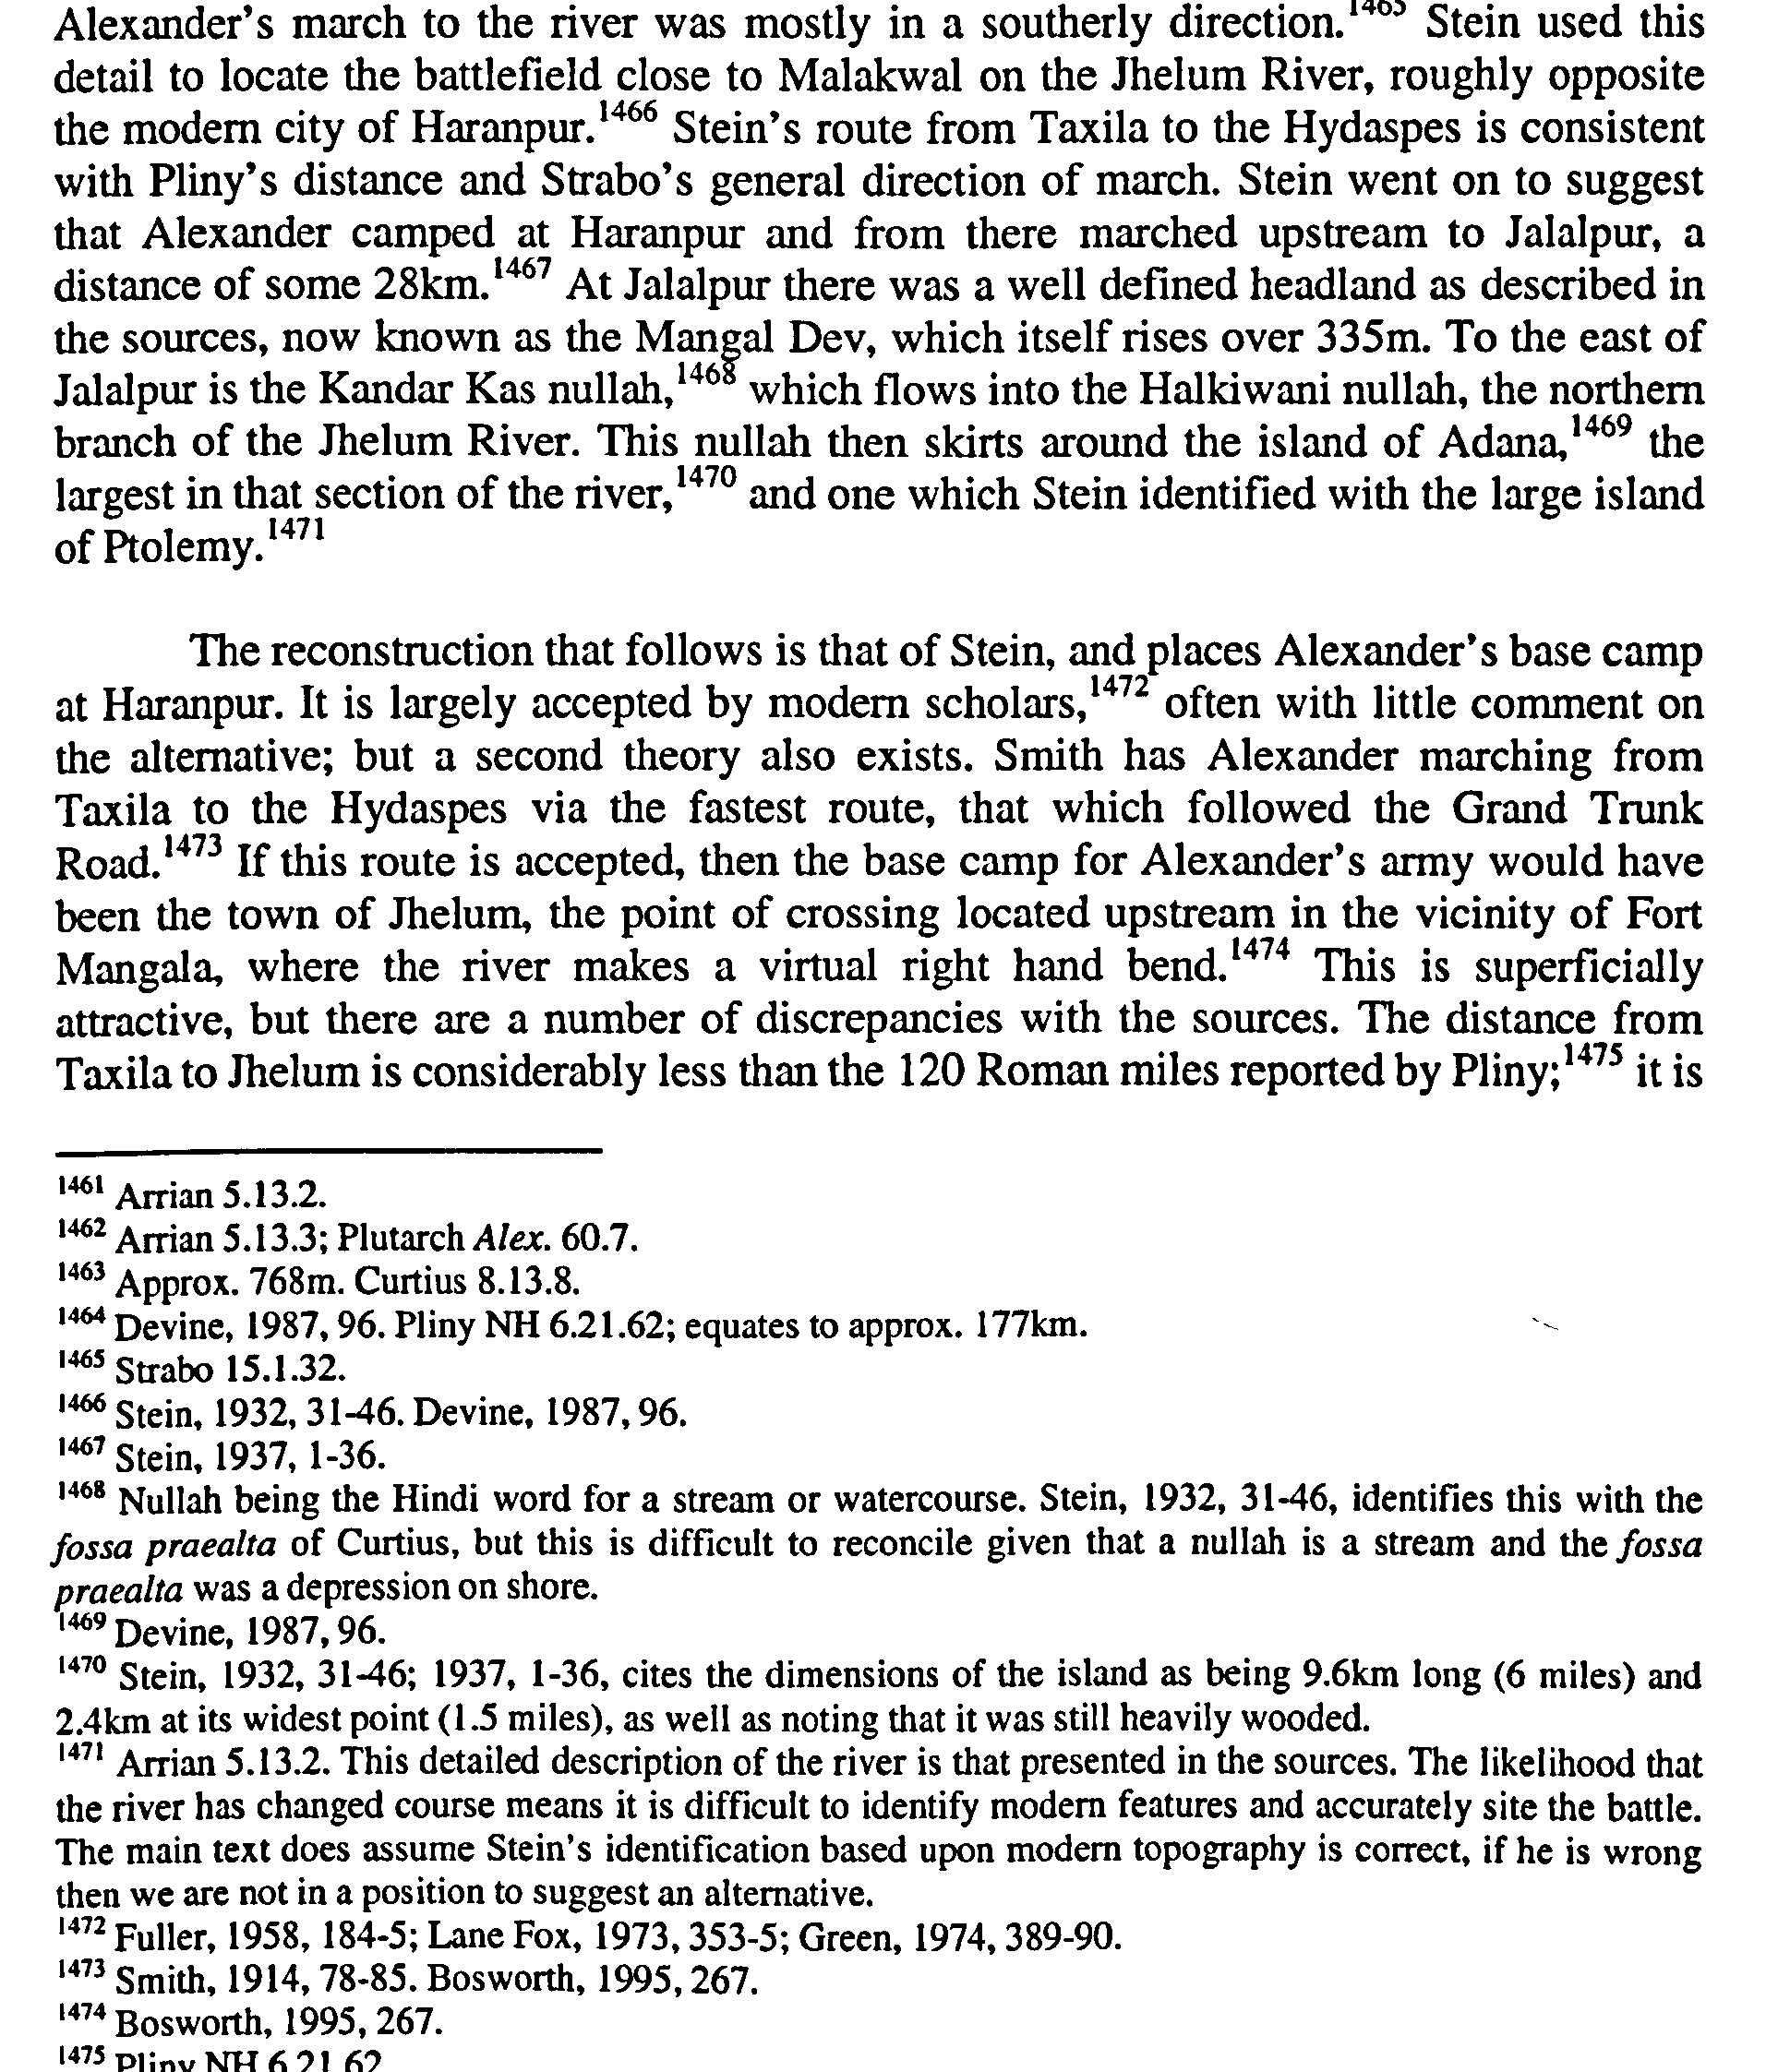 Alexander's march to the river was mostly in a southerly direction.1465 Stein used this
detail to locate the battlefield close to Malakwal on the Jhelum River, roughly opposite
the modern city of Haranpur.1466 Stein's route from Taxila to the Hydaspes is consistent
with Pliny's distance and Strabo's general direction of march. Stein went on to suggest
that Alexander camped at Haranpur and from there marched upstream to Jalalpur, a
distance of some 28km.1467 At Jalalpur there was a well defined headland as described in
the sources, now known as the Mangal Dev, which itself rises over 335m. To the east of
Jalalpur is the Kandar Kas nullah,1468 which flows into the Halkiwani nullah, the northern
branch of the Jhelum River. This nullah then skirts around the island of Adana,1469 the
largest in that section of the river,1470 and one which Stein identified with the large island
of Ptolemy.1471
The reconstruction that follows is that of Stein, and places Alexander's base camp
at Haranpur. It is largely accepted by modern scholars,1472 often with little comment on
the alternative; but a second theory also exists. Smith has Alexander marching from
Taxila to the Hydaspes via the fastest route, that which followed the Grand Trunk
Road.1473 If this route is accepted, then the base camp for Alexander's army would have
been the town of Jhelum, the point of crossing located upstream in the vicinity of Fort
Mangala, where the river makes a virtual right hand bend.1474 This is superficially
attractive, but there are a number of discrepancies with the sources. The distance from
Taxila to Jhelum is considerably less than the 120 Roman miles reported by Pliny;1475 it is
1461 Arrian 5.13.2.
1462 Arrian 5.13.3; Plutarch Alex. 60.7.
1463 Approx. 768m. Curtius 8.13.8.
1464 Devine, 1987, 96. Pliny NH 6.21.62; equates to approx. 177km.
1465 Strabo 15.1.32.
1466 Stein, 1932, 31-46. Devine, 1987, 96.
1467 Stein, 1937, 1-36.
1468 Nullah being the Hindi word for a stream or watercourse. Stein, 1932, 31-46, identifies this with the
fossa praealta of Curtius, but this is difficult to reconcile given that a nullah is a stream and the fossa
praealta was a depression on shore.
1469 Devine, 1987, 96.
1470 Stein, 1932, 31-46; 1937, 1-36, cites the dimensions of the island as being 9.6km long (6 miles) and
2.4km at its widest point (1.5 miles), as well as noting that it was still heavily wooded.
1471 Arrian 5.13.2. This detailed description of the river is that presented in the sources. The likelihood that
the river has changed course means it is difficult to identify modern features and accurately site the battle.
The main text does assume Stein's identification based upon modern topography is correct, if he is wrong
then we are not in a position to suggest an alternative.
1472 Fuller, 1958, 184-5; Lane Fox, 1973, 353-5; Green, 1974, 389-90.
1473 Smith, 1914, 78-85. Bosworth, 1995, 267.
1474 Bosworth, 1995, 267.
1475 Pliny NH 6.21.62